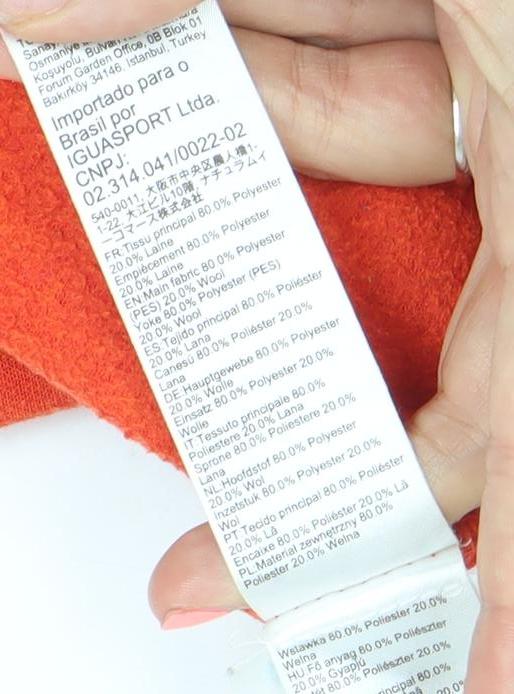 Osmaniye
Koşuyolu, Bulvarı
Forum Garden Office, 0B Blok 01
Bakırköy 34146, Istanbul, Turkey
Importado para o
Brasil por
IGUASPORT Ltda.
CNPJ:
02.314.041/0022-02
540-0011, 大阪市中央区農人橋1-
1-22, 大江ビル10階, ナチュラムイ
ーコマース株式会社
FR:Tissu principal 80.0% Polyester
20.0% Laine
Empiècement 80.0% Polyester
20.0% Laine
EN:Main fabric 80.0% Polyester
(PES) 20.0% Wool
Yoke 80.0% Polyester (PES)
20.0% Wool
ES:Tejido principal 80.0% Poliéster
20.0% Lana
Canesú 80.0% Poliéster 20.0%
Lana
DE:Hauptgewebe 80.0% Polyester
20.0% Wolle
Einsatz 80.0% Polyester 20.0%
Wolle
IT:Tessuto principale 80.0%
Poliestere 20.0% Lana
Sprone 80.0% Poliestere 20.0%
Lana
NL:Hoofdstof 80.0% Polyester
20.0% Wol
Inzetstuk 80.0% Polyester 20.0%
Wol
PT:Tecido principal 80.0% Poliéster
20.0% Lã
Encaixe 80.0% Poliéster 20.0% Lã
PL:Materiał zewnętrzny 80.0%
Poliester 20.0% Wełna
Wstawka 80.0% Poliester 20.0%
Wełna
HU:Fő anyag 80.0% Poliészter
20.0% Gyapjú
80.0% Poliészter 20.0%